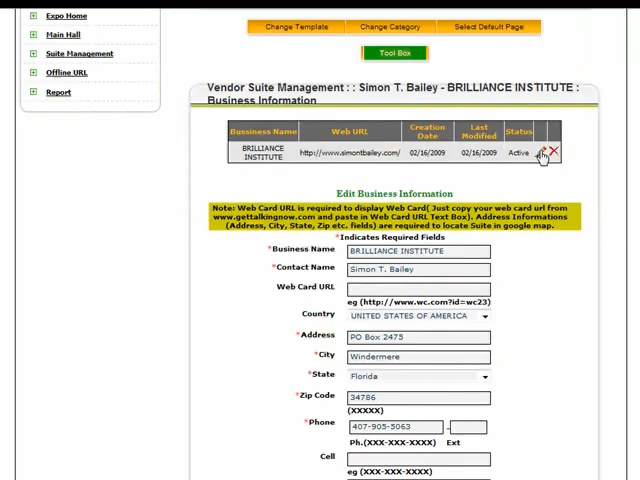 Expo Home
Main Hall
Suite Management
Offline URL
Report
Change Template
Change Category
Select Default Page
Tool Box
Vendor Suite Management : : Simon T. Bailey - BRILLIANCE INSTITUTE :
Business Information
Bussiness Name Web URL Creation Date Last Modified Status
BRILLIANCE INSTITUTE http://www.simontbailey.com/ 02/16/2009 02/16/2009 Active
Edit Business Information
Note: Web Card URL is required to display Web Card( Just copy your web card url from
www.gettalkingnow.com and paste in Web Card URL Text Box). Address Informations
(Address, City, State, Zip etc. fields) are required to locate Suite in google map.
*Indicates Required Fields
*Business Name BRILLIANCE INSTITUTE
*Contact Name Simon T. Bailey
Web Card URL
eg (http://www.wc.com?id=wc23)
Country UNITED STATES OF AMERICA
*Address PO Box 2475
*City Windermere
*State Florida
*Zip Code 34786
(XXXXX)
*Phone 407-905-5063 -
Ph.(XXX-XXX-XXXX) Ext
Cell
eg (XXX-XXX-XXXX)